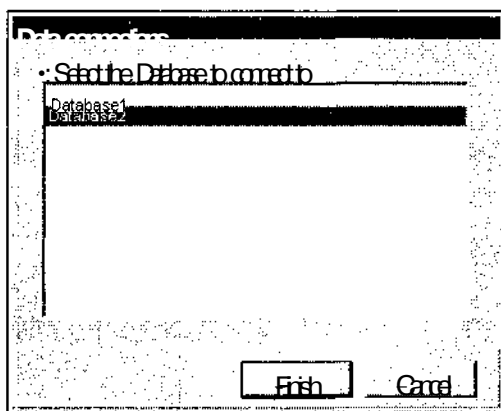 Data connections
Select the Database to connect to
Database1
Database2
Finish
Cancel